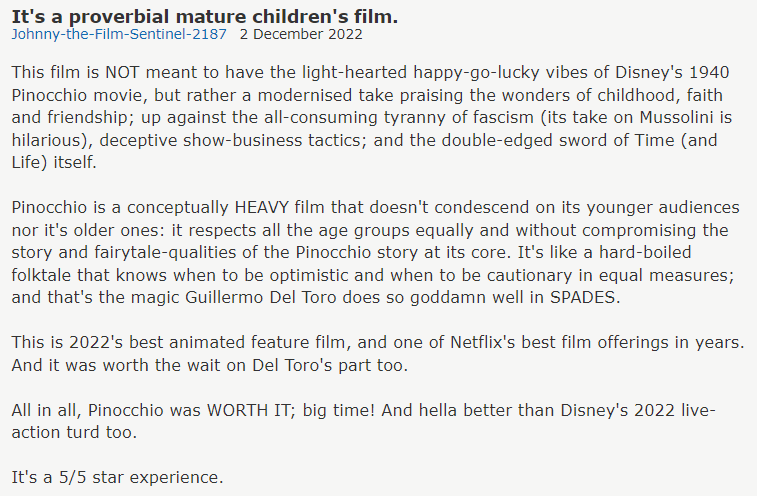 It's a proverbial mature children's film.
Johnny-the-Film-Sentinel-2187 2 December 2022
This film is NOT meant to have the light-hearted happy-go-lucky vibes of Disney's 1940
Pinocchio movie, but rather a modernised take praising the wonders of childhood, faith
and friendship; up against the all-consuming tyranny of fascism (its take on Mussolini is
hilarious), deceptive show-business tactics; and the double-edged sword of Time (and
Life) itself.
Pinocchio is a conceptually HEAVY film that doesn't condescend on its younger audiences
nor it's older ones: it respects all the age groups equally and without compromising the
story and fairytale-qualities of the Pinocchio story at its core. It's like a hard-boiled
folktale that knows when to be optimistic and when to be cautionary in equal measures;
and that's the magic Guillermo Del Toro does so goddamn well in SPADES.
This is 2022's best animated feature film, and one of Netflix's best film offerings in years.
And it was worth the wait on Del Toro's part too.
All in all, Pinocchio was WORTH IT; big time! And hella better than Disney's 2022 live-
action turd too.
It's a 5/5 star experience.